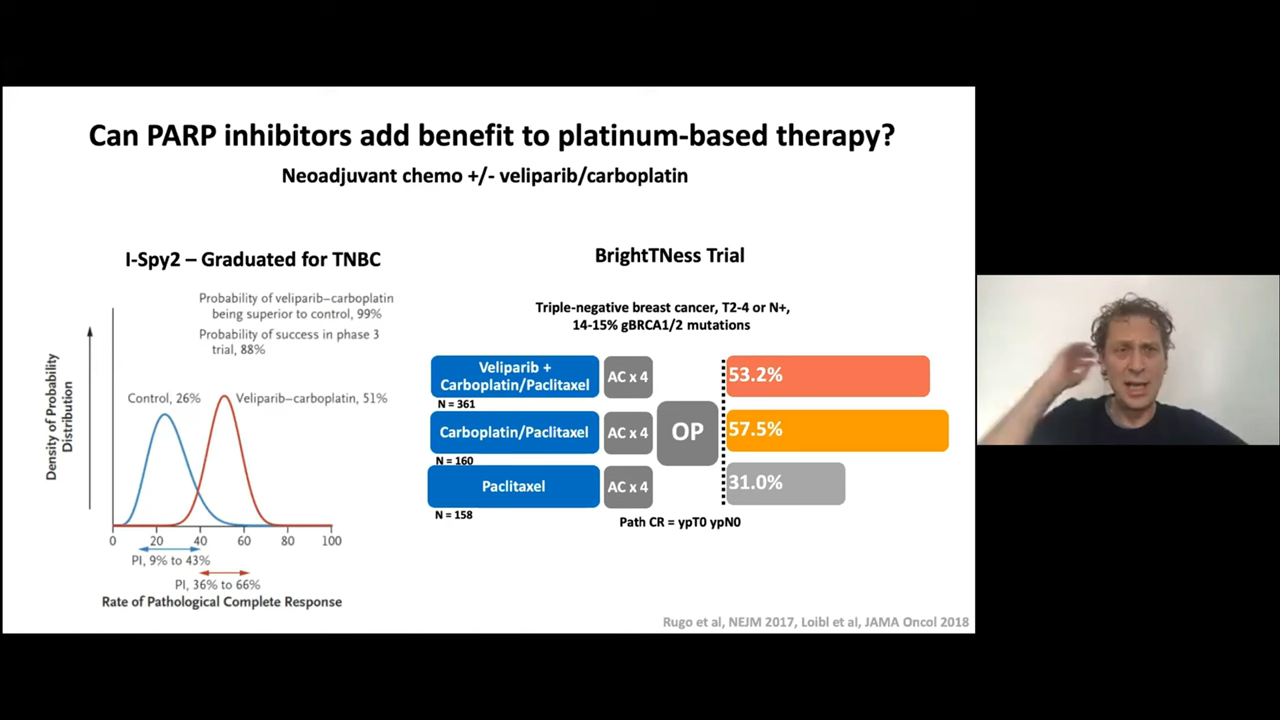 Can PARP inhibitors add benefit to platinum-based therapy?
Neoadjuvant chemo +/- veliparib/carboplatin
I-Spy2 – Graduated for TNBC
Probability of veliparib–carboplatin
being superior to control, 99%
Probability of success in phase 3
trial, 88%
Control, 26%
Veliparib–carboplatin, 51%
Density of Probability
Distribution
0 20 40 60 80 100
PI, 9% to 43%
PI, 36% to 66%
Rate of Pathological Complete Response
BrightTNess Trial
Triple-negative breast cancer, T2-4 or N+,
14-15% gBRCA1/2 mutations
Veliparib +
Carboplatin/Paclitaxel
AC x 4
53.2%
N = 361
Carboplatin/Paclitaxel
AC x 4
OP
57.5%
N = 160
Paclitaxel
AC x 4
31.0%
N = 158
Path CR = ypT0 ypN0
Rugo et al, NEJM 2017, Loibl et al, JAMA Oncol 2018